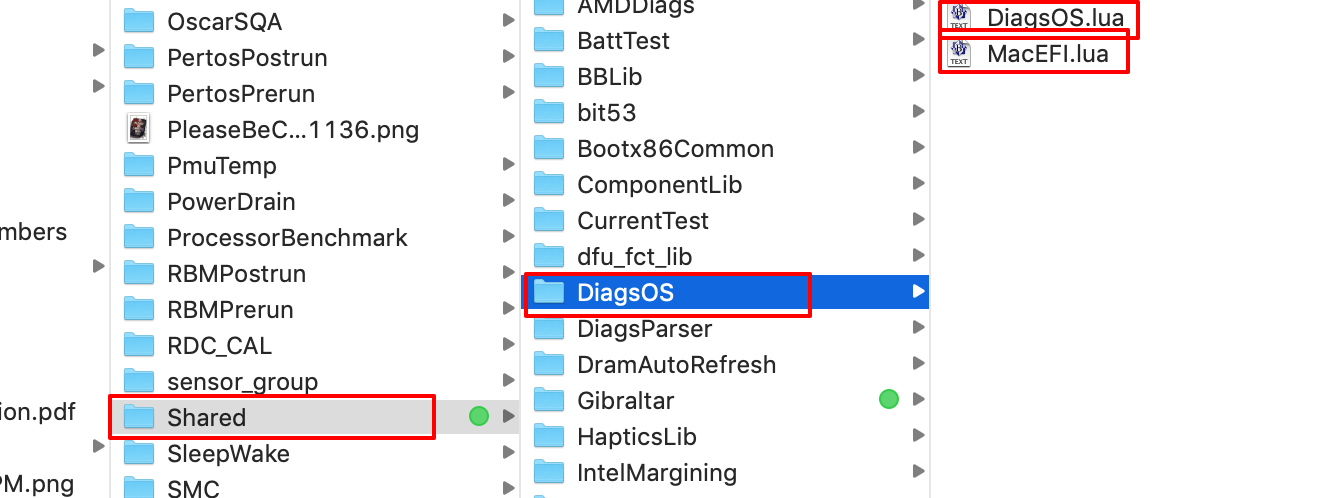 mbers
ion.pdf
PM.png
OscarSQA
PertosPostrun
PertosPrerun
PleaseBeC...1136.png
PmuTemp
PowerDrain
ProcessorBenchmark
RBMPostrun
RBMPrerun
RDC_CAL
sensor_group
Shared
SleepWake
SMC
AMDDiags
BattTest
BBLib
bit53
Bootx86Common
ComponentLib
CurrentTest
dfu_fct_lib
DiagsOS
DiagsParser
DramAutoRefresh
Gibraltar
HapticsLib
IntelMargining
TEXT DiagsOS.lua
TEXT MacEFI.lua